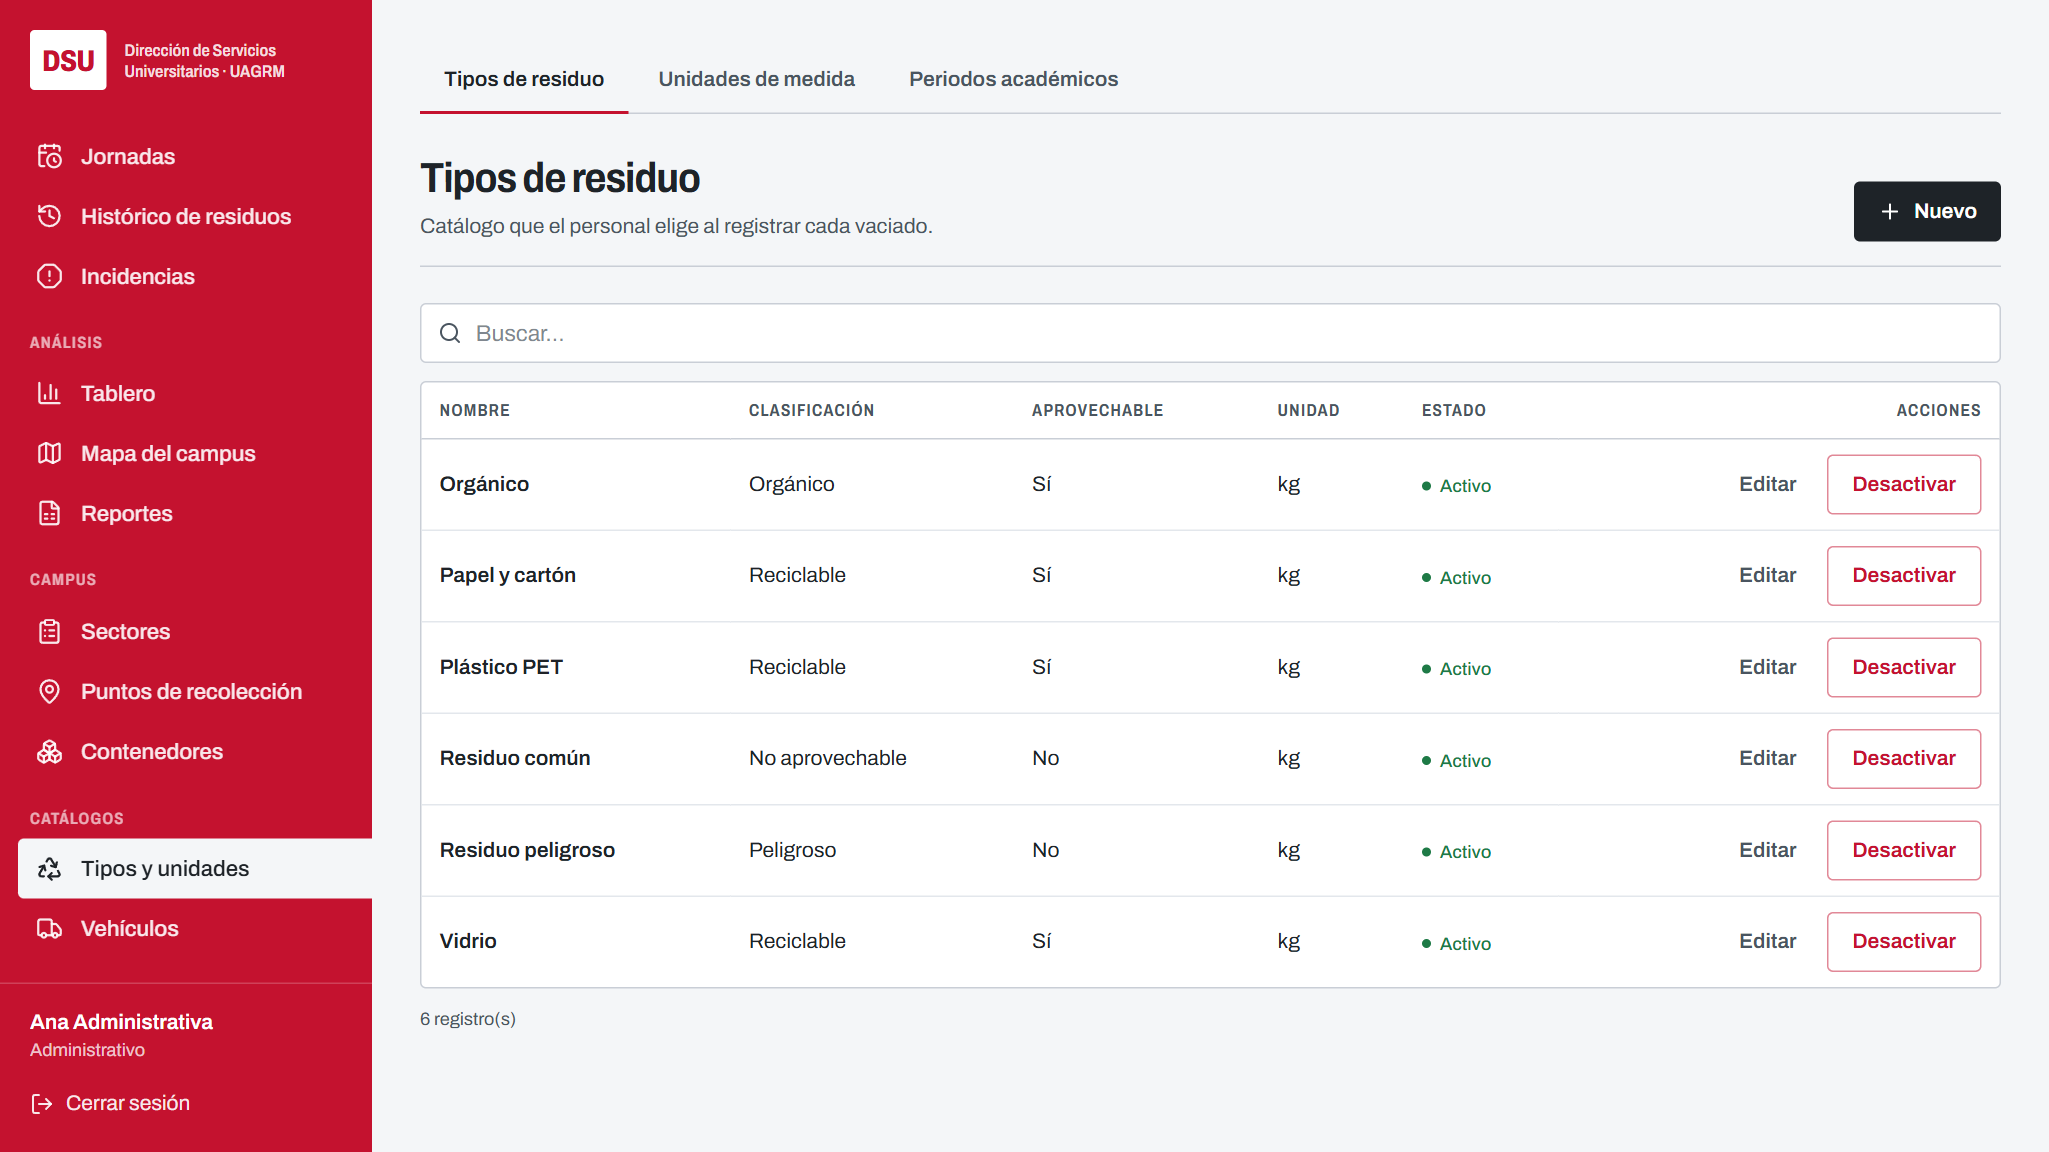 DSU
Dirección de Servicios
Universitarios · UAGRM
Jornadas
Histórico de residuos
Incidencias
ANÁLISIS
Tablero
Mapa del campus
Reportes
CAMPUS
Sectores
Puntos de recolección
Contenedores
CATÁLOGOS
Tipos y unidades
Vehículos
Ana Administrativa
Administrativo
Cerrar sesión
Tipos de residuo Unidades de medida Periodos académicos
Tipos de residuo
Catálogo que el personal elige al registrar cada vaciado.
+ Nuevo
Buscar...
NOMBRE CLASIFICACIÓN APROVECHABLE UNIDAD ESTADO ACCIONES
Orgánico Orgánico Sí kg Activo Editar Desactivar
Papel y cartón Reciclable Sí kg Activo Editar Desactivar
Plástico PET Reciclable Sí kg Activo Editar Desactivar
Residuo común No aprovechable No kg Activo Editar Desactivar
Residuo peligroso Peligroso No kg Activo Editar Desactivar
Vidrio Reciclable Sí kg Activo Editar Desactivar
6 registro(s)